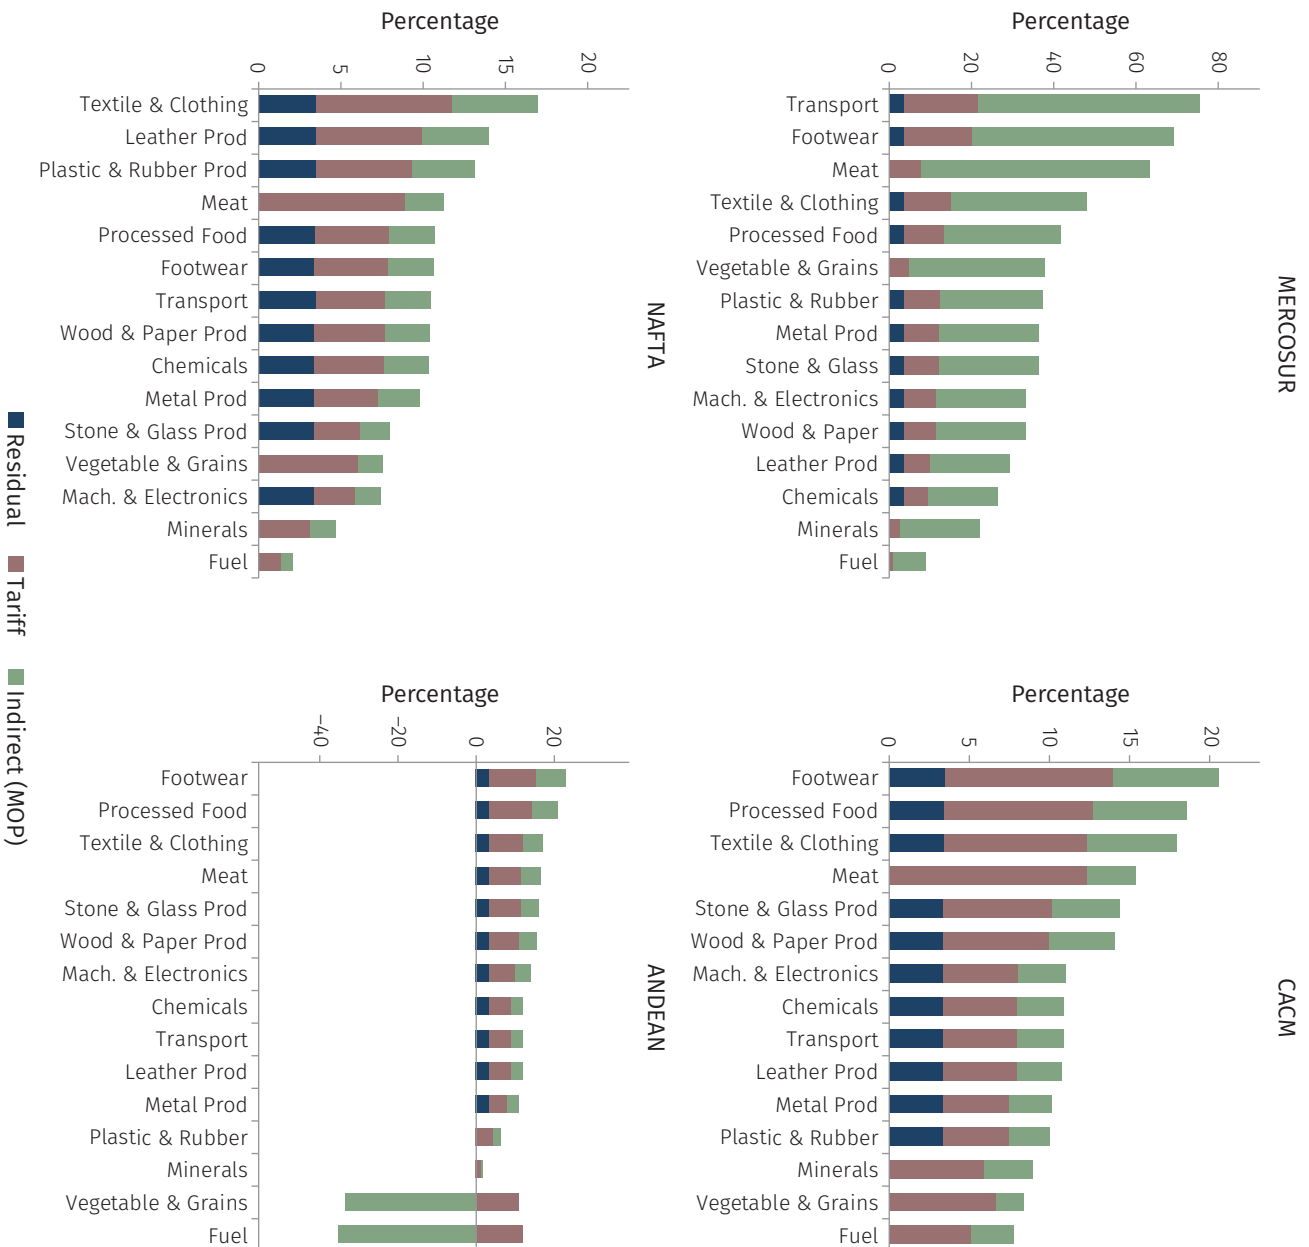 MERCOSUR
Percentage
0
20
40
60
80
Transport
Footwear
Meat
Textile & Clothing
Processed Food
Vegetable & Grains
Plastic & Rubber
Metal Prod
Stone & Glass
Mach. & Electronics
Wood & Paper
Leather Prod
Chemicals
Minerals
Fuel
CACM
Percentage
0
5
10
15
20
Footwear
Processed Food
Textile & Clothing
Meat
Stone & Glass Prod
Wood & Paper Prod
Mach. & Electronics
Chemicals
Transport
Leather Prod
Metal Prod
Plastic & Rubber
Minerals
Vegetable & Grains
Fuel
NAFTA
Percentage
0
5
10
15
20
Textile & Clothing
Leather Prod
Plastic & Rubber Prod
Meat
Processed Food
Footwear
Transport
Wood & Paper Prod
Chemicals
Metal Prod
Stone & Glass Prod
Vegetable & Grains
Mach. & Electronics
Minerals
Fuel
ANDEAN
Percentage
–40
–20
0
20
Footwear
Processed Food
Textile & Clothing
Meat
Stone & Glass Prod
Wood & Paper Prod
Mach. & Electronics
Chemicals
Transport
Leather Prod
Metal Prod
Plastic & Rubber
Minerals
Vegetable & Grains
Fuel
Residual Tariff Indirect (MOP)